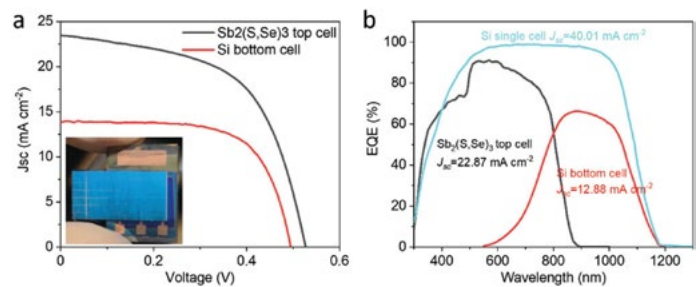 a
Sb2(S,Se)3 top cell
Si bottom cell
25
20
15
10
5
0
Jsc (mA cm-2)
0
0.2
0.4
0.6
Voltage (V)
b
Si single cell Jsc=40.01 mA cm-2
100
80
60
40
20
0
EQE (%)
Sb2(S,Se)3 top cell
Jsc=22.87 mA cm-2
Si bottom cell
Jsc=12.88 mA cm-2
400
600
800
1000
1200
Wavelength (nm)